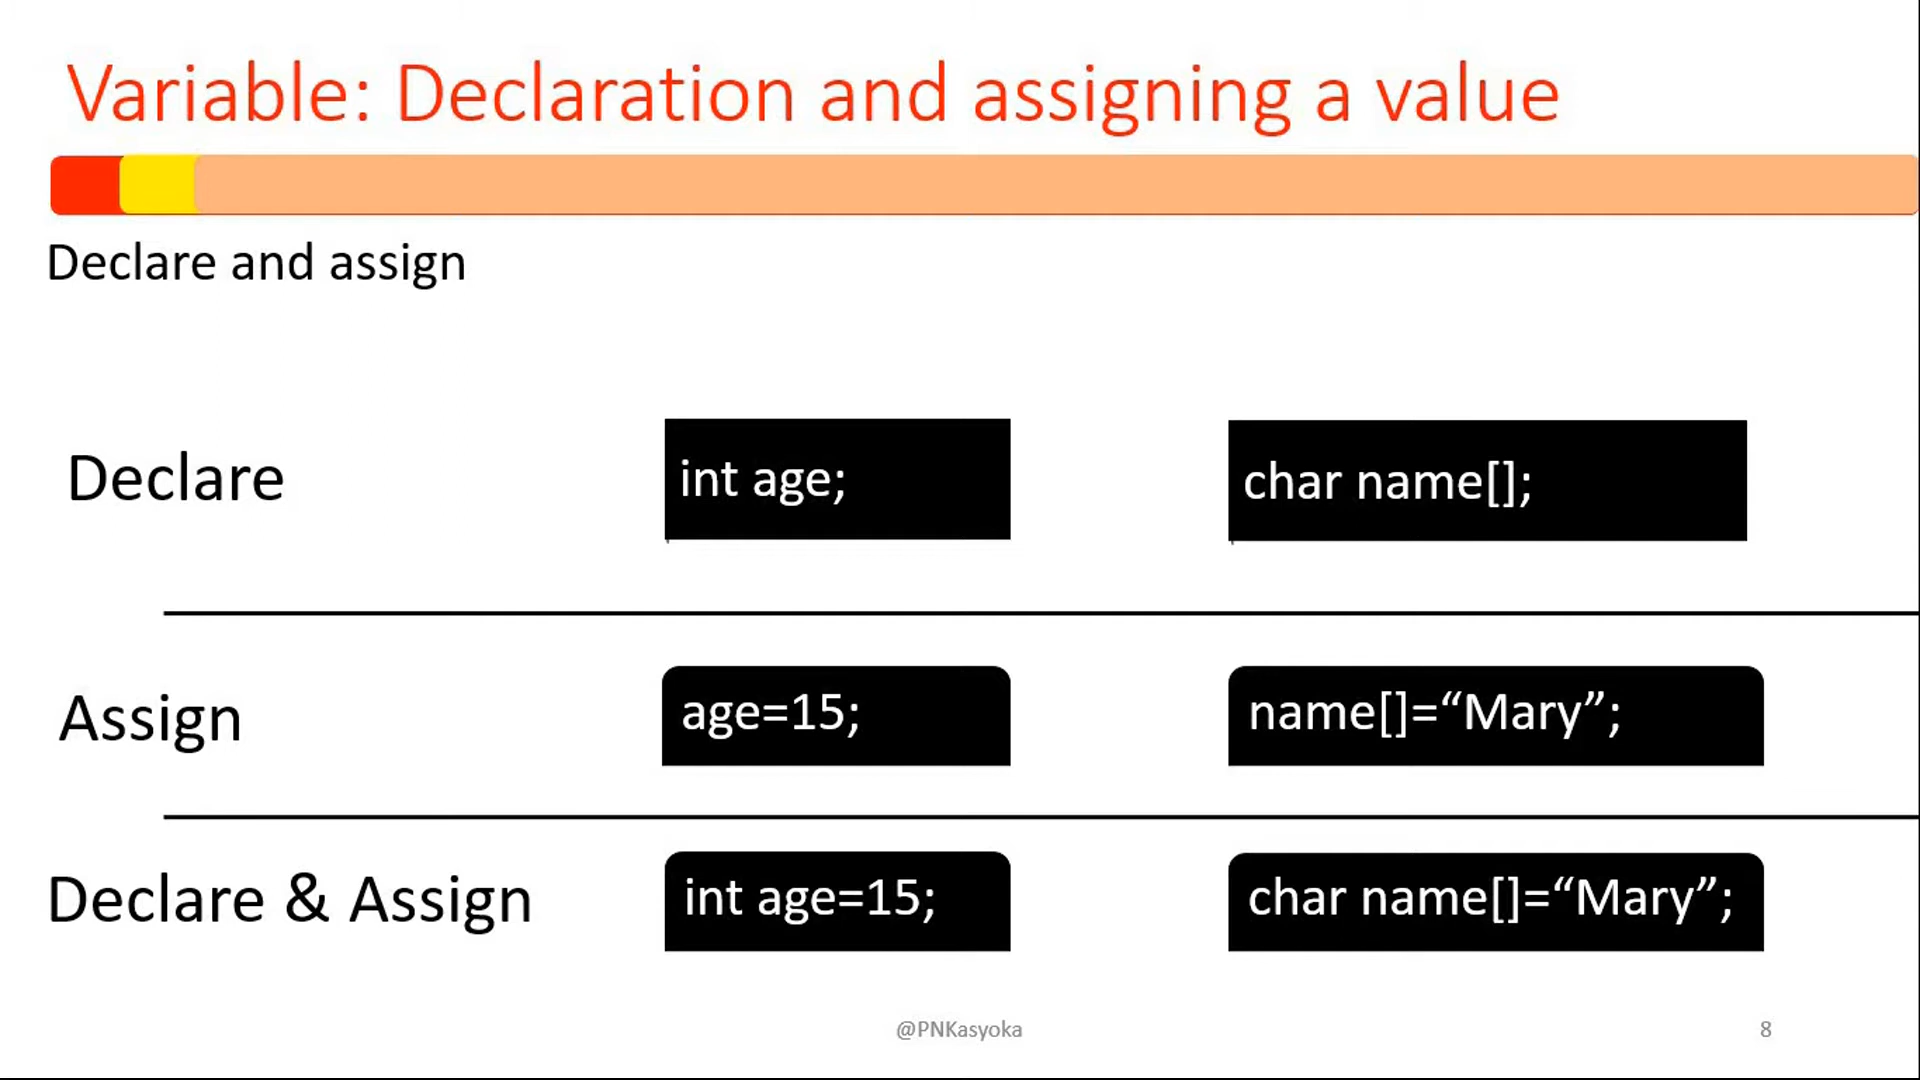 Variable: Declaration and assigning a value
Declare and assign
Declare
int age;
char name[];
Assign
age=15;
name[]=“Mary”;
Declare & Assign
int age=15;
char name[]=“Mary”;
@PNKasyoka
8